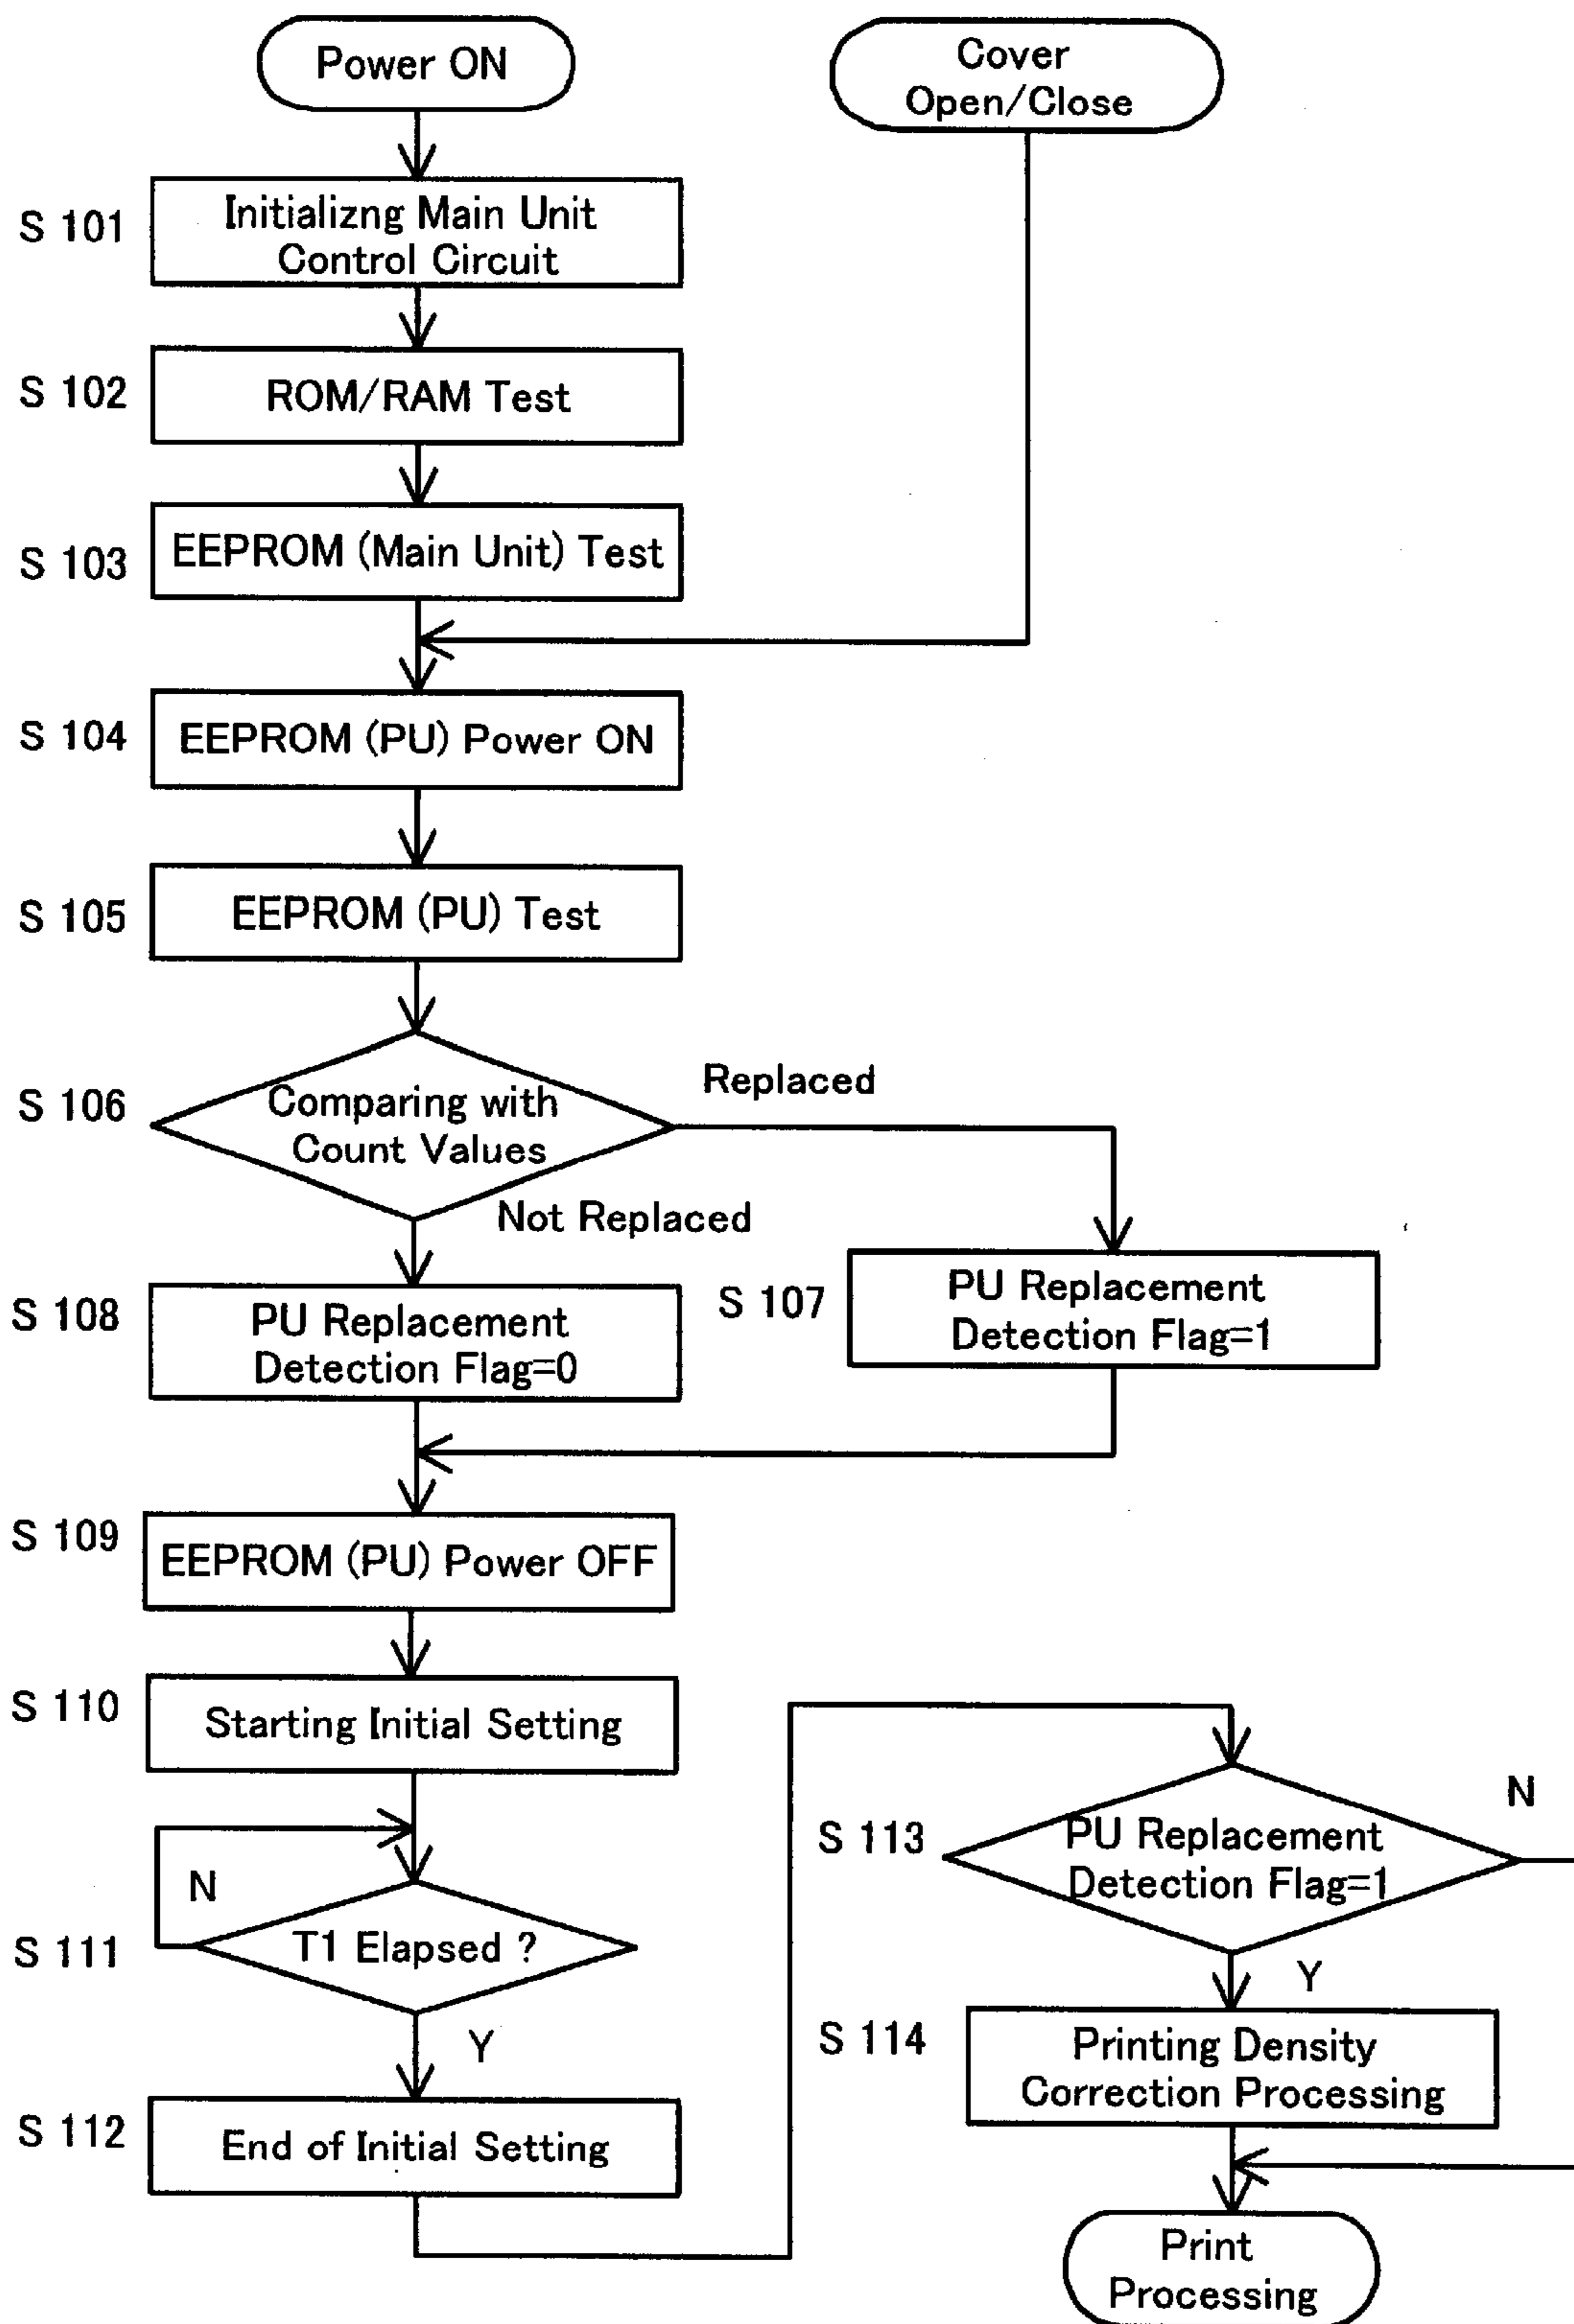 Power ON
Cover
Open/Close
S 101
Initializng Main Unit
Control Circuit
S 102
ROM/RAM Test
S 103
EEPROM (Main Unit) Test
S 104
EEPROM (PU) Power ON
S 105
EEPROM (PU) Test
S 106
Comparing with
Count Values
Replaced
Not Replaced
S 108
PU Replacement
Detection Flag=0
S 107
PU Replacement
Detection Flag=1
S 109
EEPROM (PU) Power OFF
S 110
Starting Initial Setting
N
S 111
T1 Elapsed ?
Y
S 112
End of Initial Setting
S 113
PU Replacement
Detection Flag=1
N
Y
S 114
Printing Density
Correction Processing
Print
Processing